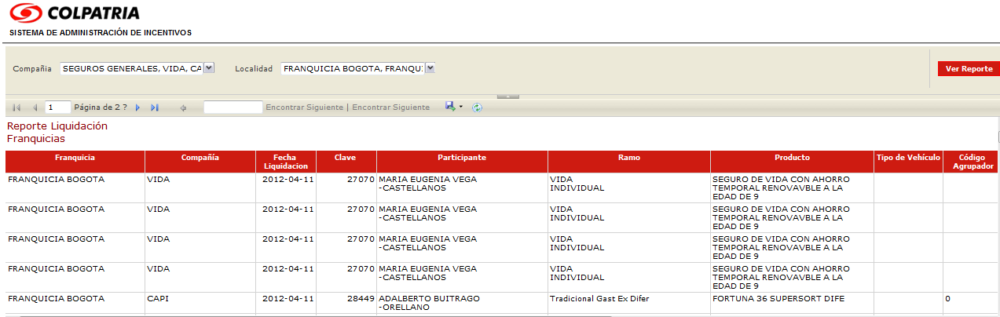 COLPATRIA
SISTEMA DE ADMINISTRACIÓN DE INCENTIVOS
Compañia SEGUROS GENERALES, VIDA, CA Localidad FRANQUICIA BOGOTA, FRANQU Ver Reporte
1 Página de 2 ? Encontrar Siguiente | Encontrar Siguiente
Reporte Liquidación
Franquicias
Franquicia Compañía Fecha Clave Participante Ramo Producto Tipo de Vehículo Código
Liquidacion Agrupador
FRANQUICIA BOGOTA VIDA 2012-04-11 27070 MARIA EUGENIA VEGA VIDA SEGURO DE VIDA CON AHORRO
-CASTELLANOS INDIVIDUAL TEMPORAL RENOVAVBLE A LA
EDAD DE 9
FRANQUICIA BOGOTA VIDA 2012-04-11 27070 MARIA EUGENIA VEGA VIDA SEGURO DE VIDA CON AHORRO
-CASTELLANOS INDIVIDUAL TEMPORAL RENOVAVBLE A LA
EDAD DE 9
FRANQUICIA BOGOTA VIDA 2012-04-11 27070 MARIA EUGENIA VEGA VIDA SEGURO DE VIDA CON AHORRO
-CASTELLANOS INDIVIDUAL TEMPORAL RENOVAVBLE A LA
EDAD DE 9
FRANQUICIA BOGOTA VIDA 2012-04-11 27070 MARIA EUGENIA VEGA VIDA SEGURO DE VIDA CON AHORRO
-CASTELLANOS INDIVIDUAL TEMPORAL RENOVAVBLE A LA
EDAD DE 9
FRANQUICIA BOGOTA CAPI 2012-04-11 28449 ADALBERTO BUITRAGO Tradicional Gast Ex Difer FORTUNA 36 SUPERSORT DIFE 0
-ORELLANO